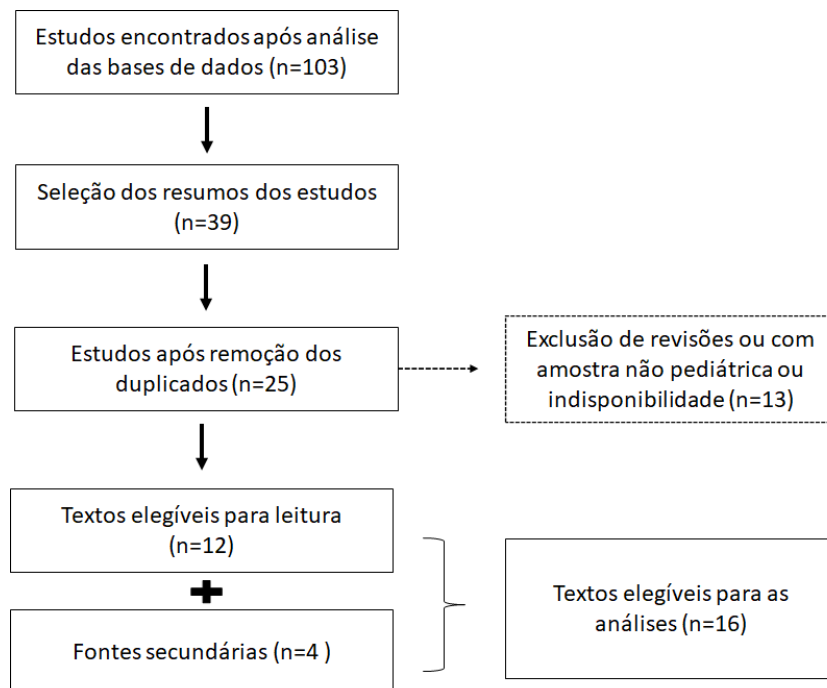 Estudos encontrados após análise
das bases de dados (n=103)
Seleção dos resumos dos estudos
(n=39)
Estudos após remoção dos
duplicados (n=25)
Exclusão de revisões ou com
amostra não pediátrica ou
indisponibilidade (n=13)
Textos elegíveis para leitura
(n=12)
Fontes secundárias (n=4 )
Textos elegíveis para as
análises (n=16)